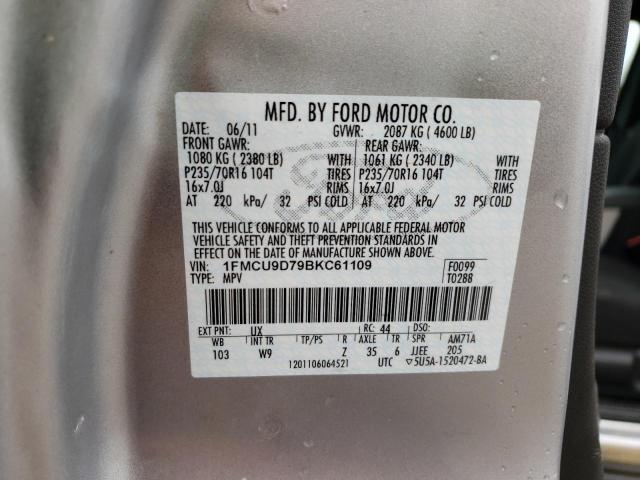 MFD. BY FORD MOTOR CO.
DATE: 06/11 GVWR: 2087 KG ( 4600 LB)
FRONT GAWR: REAR GAWR:
1080 KG ( 2380 LB) WITH 1061 KG ( 2340 LB) WITH
P235/70R16 104T TIRES P235/70R16 104T TIRES
16x7.0J RIMS 16x7.0J RIMS
AT 220 kPa/ 32 PSI COLD AT 220 kPa/ 32 PSI COLD
THIS VEHICLE CONFORMS TO ALL APPLICABLE FEDERAL MOTOR
VEHICLE SAFETY AND THEFT PREVENTION STANDARDS IN
EFFECT ON THE DATE OF MANUFACTURE SHOWN ABOVE.
VIN: 1FMCU9D79BKC61109 F0099
TYPE: MPV T0288
EXT PNT: UX RC: 44 DSO:
WB INT TR TP/PS R AXLE TR SPR AM71A
103 W9 Z 35 6 JJEE 205
1201106064521 UTC ▽5U5A-1520472-BA
Ford